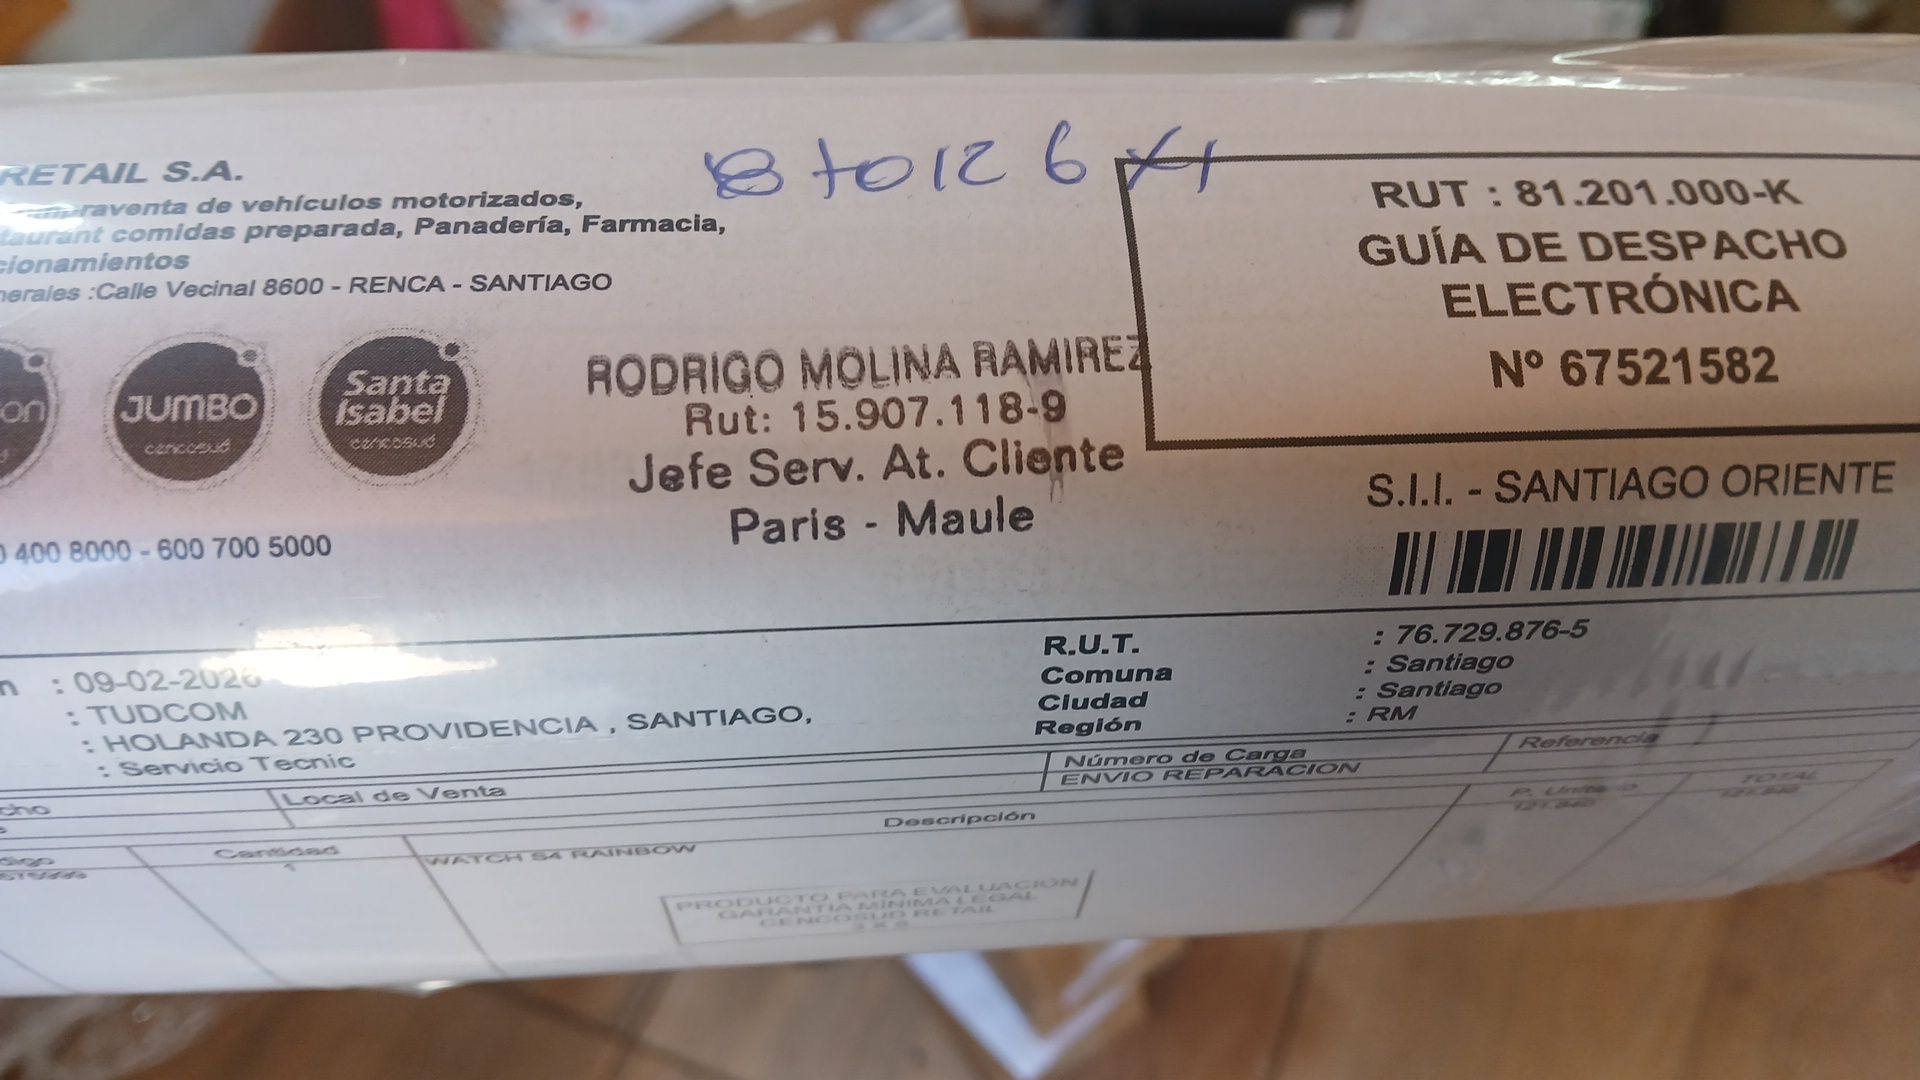 RETAIL S.A.
raventa de vehículos motorizados,
taurant comidas preparada, Panadería, Farmacia,
cionamientos
nerales :Calle Vecinal 8600 - RENCA - SANTIAGO
on
JUMBO
cencosud
Santa
Isabel
cencosud
400 8000 - 600 700 5000
RODRIGO MOLINA RAMIREZ
Rut: 15.907.118-9
Jefe Serv. At. Cliente
Paris - Maule
RUT : 81.201.000-K
GUÍA DE DESPACHO
ELECTRÓNICA
Nº 67521582
S.I.I. - SANTIAGO ORIENTE
n : 09-02-2026
: TUDCOM
: HOLANDA 230 PROVIDENCIA , SANTIAGO,
: Servicio Tecnic
R.U.T. : 76.729.876-5
Comuna : Santiago
Ciudad : Santiago
Región : RM
cho
Local de Venta
Número de Carga
ENVIO REPARACION
Referencia
Cantidad
1
Descripción
WATCH S4 RAINBOW
TOTAL
PRODUCTO PARA EVALUACION
GARANTIA MINIMA LEGAL
CENCOSUD RETAIL